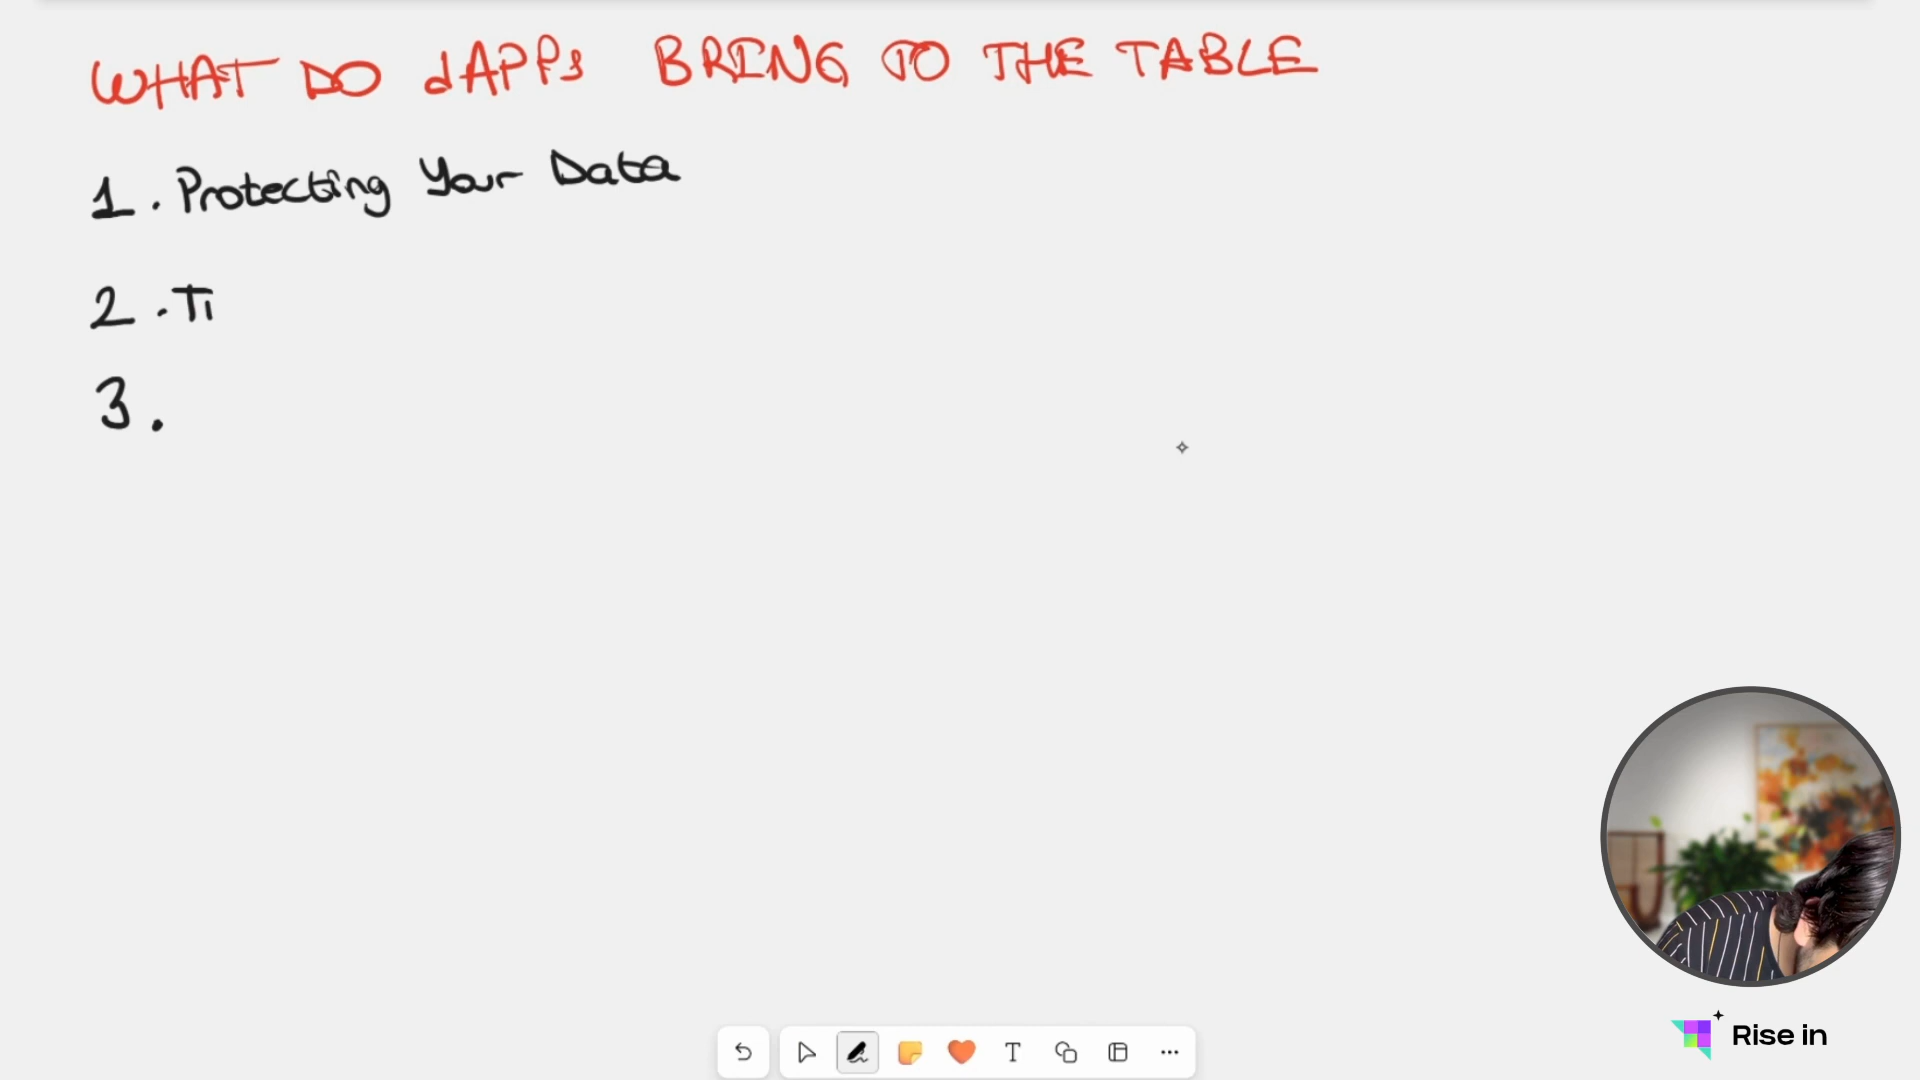 WHAT DO dAPPs BRING TO THE TABLE
1. Protecting Your Data
2. Ti
3.
T
Rise in